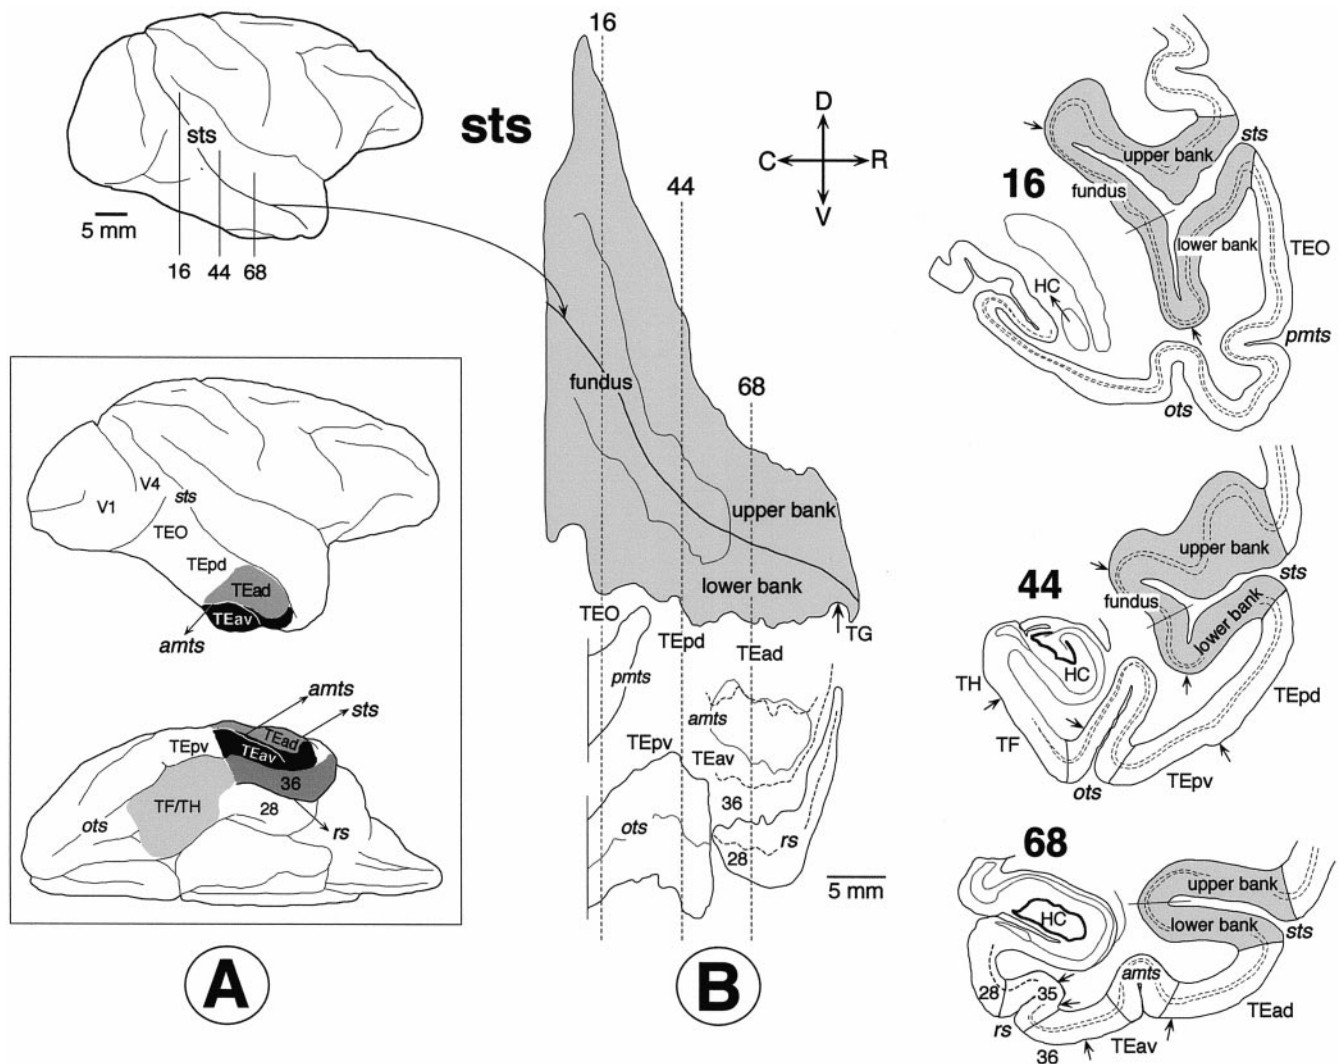 sts
5 mm
16
44
68
V1
V4
sts
TEO
TEpd
TEad
TEav
amts
amts
sts
TEpv
TEad
TEav
36
TF/TH
28
ots
rs
A
sts
16
44
68
D
C
R
V
fundus
upper bank
lower bank
TEO
TEpd
TG
TEad
pmts
amts
TEpv
TEav
36
ots
rs
28
5 mm
B
16
upper bank
sts
fundus
lower bank
TEO
HC
pmts
ots
44
upper bank
sts
fundus
lower bank
HC
TH
TEpd
TF
TEpv
ots
68
upper bank
HC
lower bank
sts
amts
28
35
TEad
rs
TEav
36